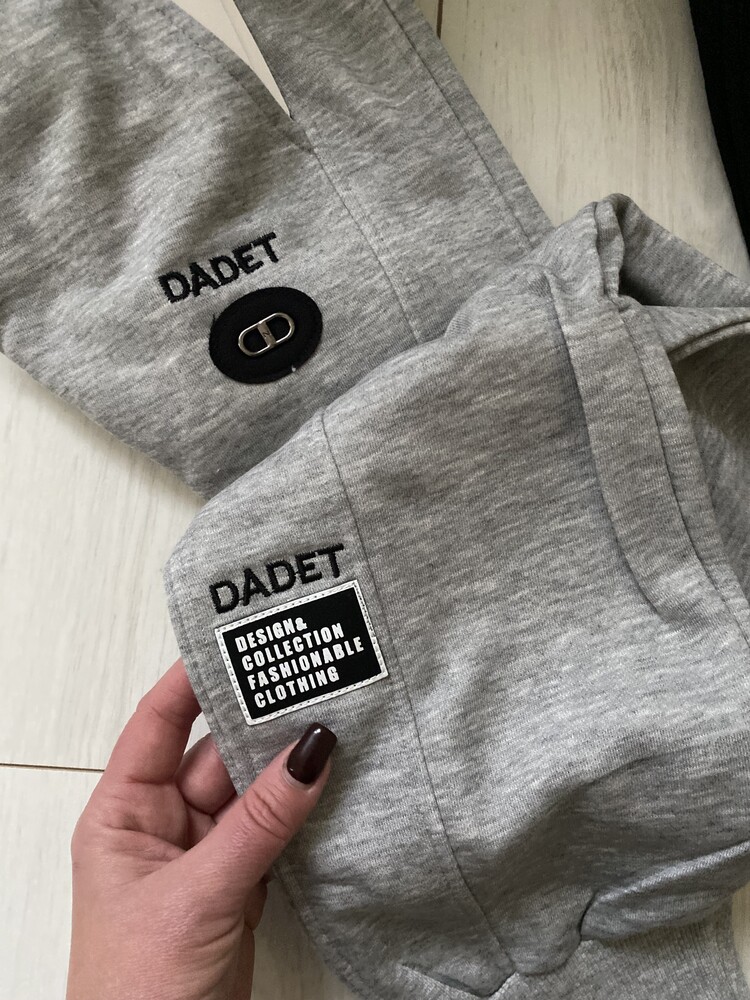 DADET
DADET
DESIGN&
COLLECTION
FASHIONABLE
CLOTHING